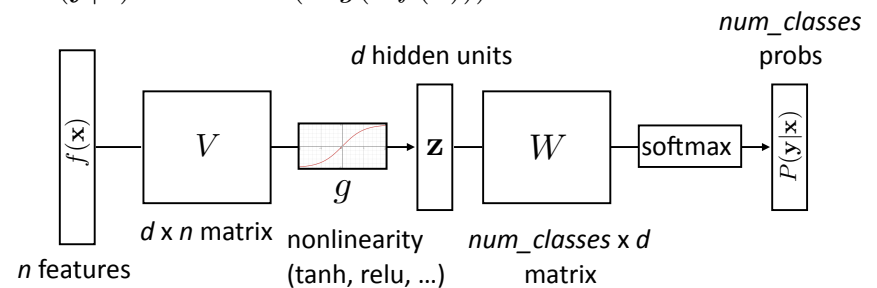 num_classes
probs
d hidden units
f(x)
V
g
z
W
softmax
P(y|x)
n features
d x n matrix
nonlinearity
(tanh, relu, …)
num_classes x d
matrix